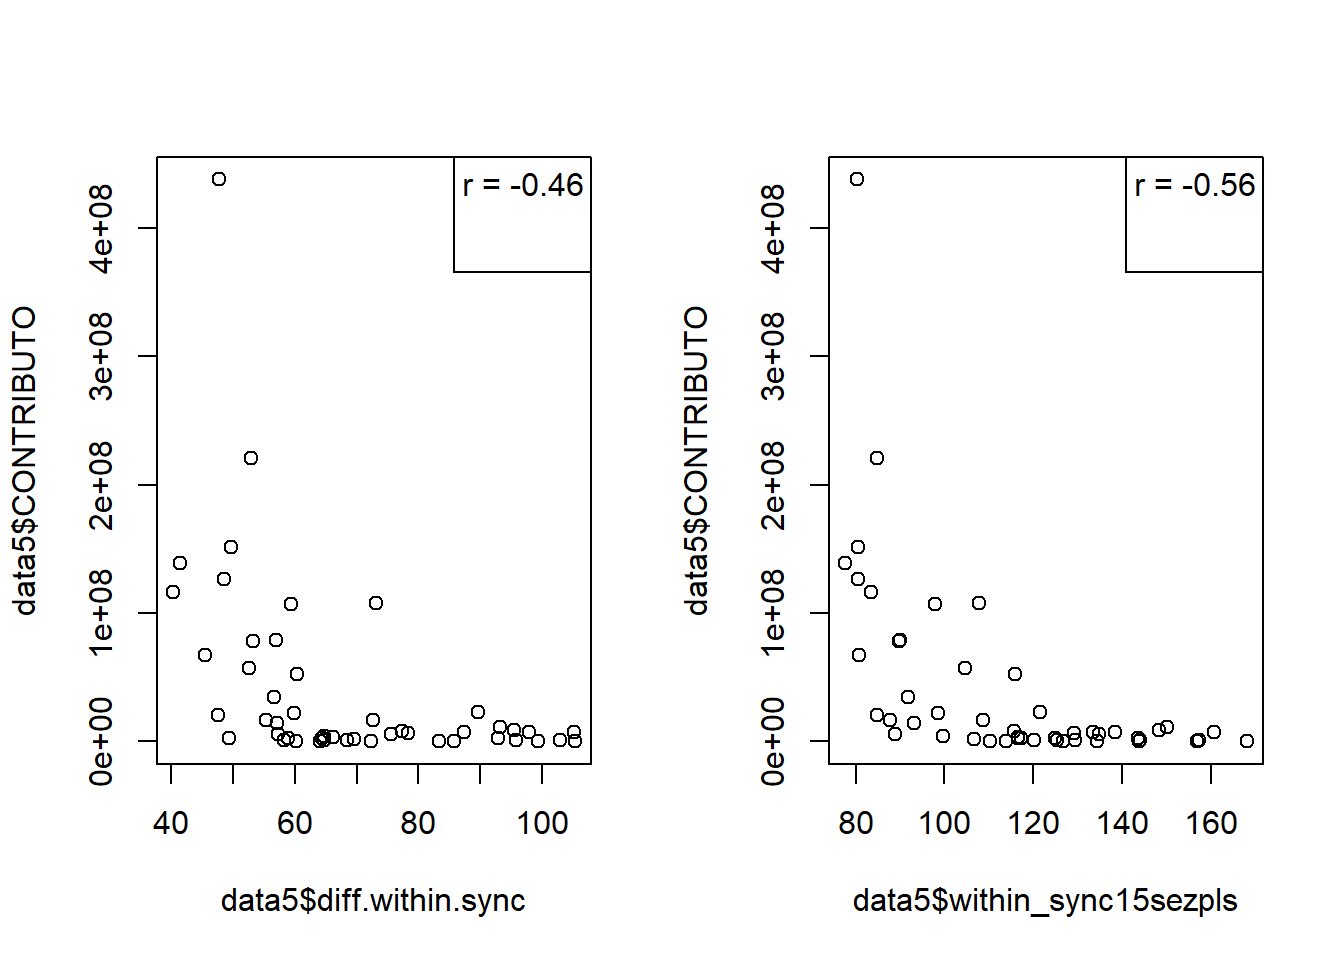 r = -0.46
data5$CONTRIBUTO
4e+08
3e+08
2e+08
1e+08
0e+00
40 60 80 100
data5$diff.within.sync
r = -0.56
data5$CONTRIBUTO
4e+08
3e+08
2e+08
1e+08
0e+00
80 100 120 140 160
data5$within_sync15sezpls